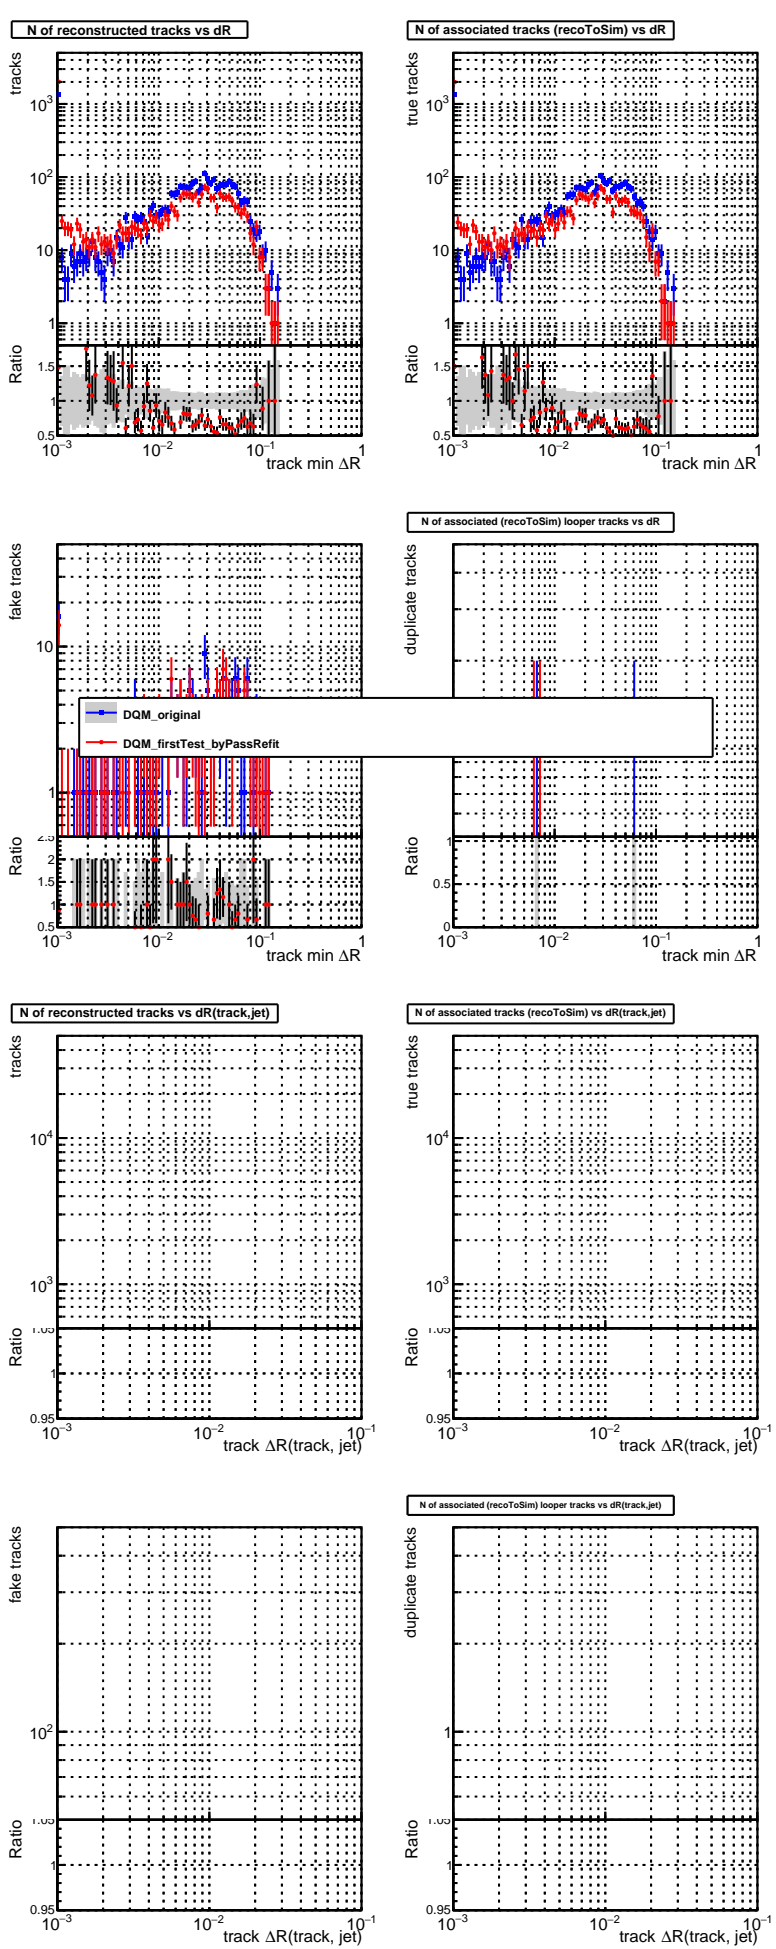 N of reconstructed tracks vs dR
tracks
10³
10²
10
1
Ratio
1.5
1
0.5
10⁻³ 10⁻² 10⁻¹ 1
track min ΔR
N of associated tracks (recoToSim) vs dR
true tracks
10³
10²
10
1
Ratio
1.5
1
0.5
10⁻³ 10⁻² 10⁻¹ 1
track min ΔR
fake tracks
10
1
Ratio
2.5
2
1.5
1
0.5
10⁻³ 10⁻² 10⁻¹ 1
track min ΔR
N of associated (recoToSim) looper tracks vs dR
duplicate tracks
Ratio
1
0.5
0
10⁻³ 10⁻² 10⁻¹ 1
track min ΔR
DQM_original
DQM_firstTest_byPassRefit
N of reconstructed tracks vs dR(track,jet)
tracks
10⁴
10³
Ratio
1.05
1
0.95
10⁻³ 10⁻² 10⁻¹
track ΔR(track, jet)
N of associated tracks (recoToSim) vs dR(track,jet)
true tracks
10⁴
10³
Ratio
1.05
1
0.95
10⁻³ 10⁻² 10⁻¹
track ΔR(track, jet)
fake tracks
10²
Ratio
1.05
1
0.95
10⁻³ 10⁻² 10⁻¹
track ΔR(track, jet)
N of associated (recoToSim) looper tracks vs dR(track,jet)
duplicate tracks
1
Ratio
1.05
1
0.95
10⁻³ 10⁻² 10⁻¹
track ΔR(track, jet)